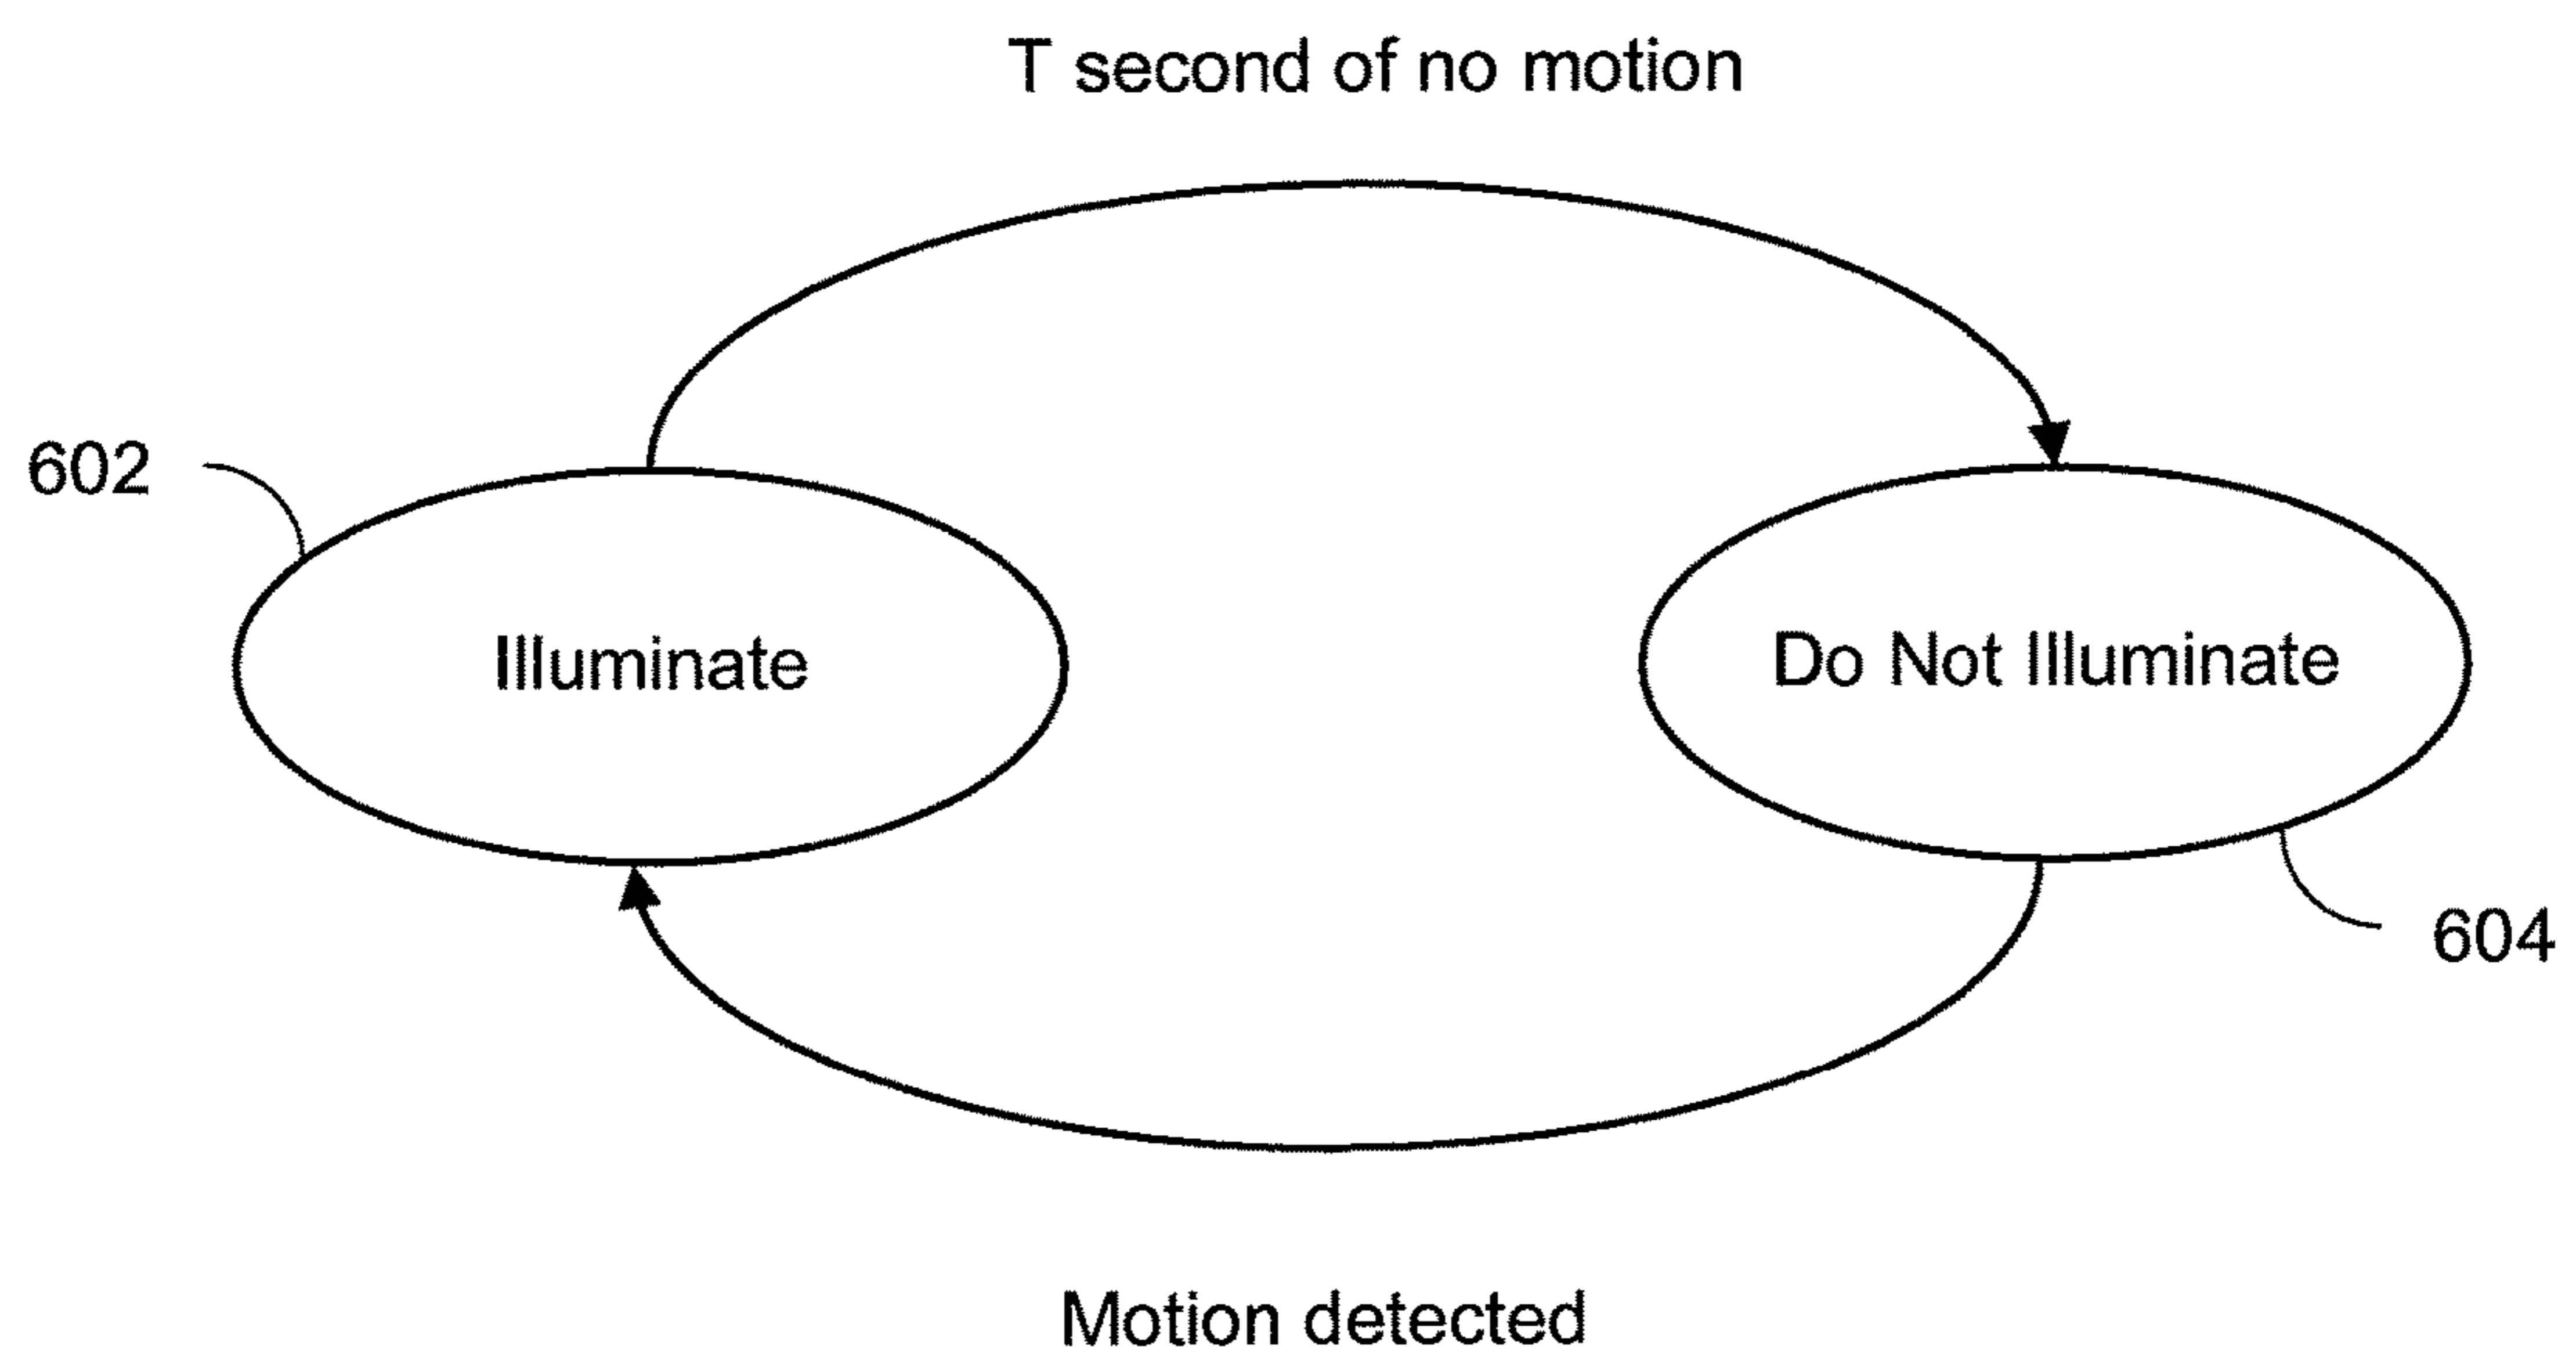 T second of no motion
602
Illuminate
Do Not Illuminate
604
Motion detected